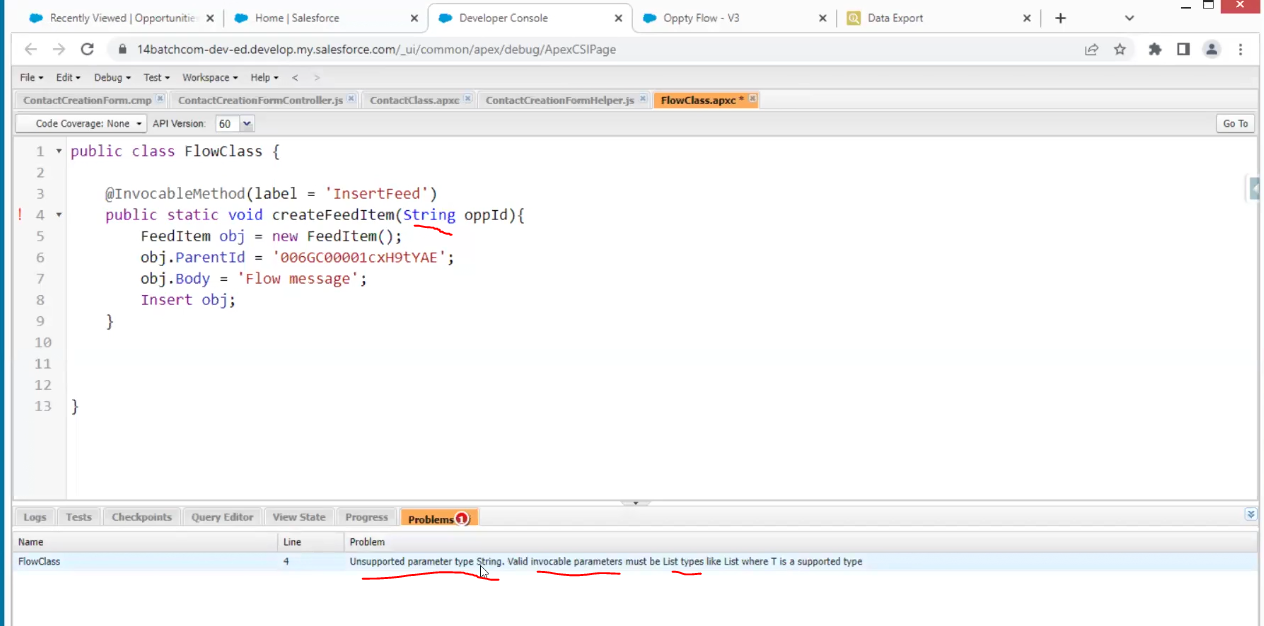 Recently Viewed | Opportunities
Home | Salesforce
Developer Console
Oppty Flow - V3
Data Export
14batchcom-dev-ed.develop.my.salesforce.com/_ui/common/apex/debug/ApexCSIPage
File Edit Debug Test Workspace Help < >
ContactCreationForm.cmp ContactCreationFormController.js ContactClass.apxc ContactCreationFormHelper.js FlowClass.apxc *
Code Coverage: None API Version: 60 Go To
1 public class FlowClass {
2
3 @InvocableMethod(label = 'InsertFeed')
! 4 public static void createFeedItem(String oppId){
5 FeedItem obj = new FeedItem();
6 obj.ParentId = '006GC00001cxH9tYAE';
7 obj.Body = 'Flow message';
8 Insert obj;
9 }
10
11
12
13 }
Logs Tests Checkpoints Query Editor View State Progress Problems 1
Name Line Problem
FlowClass 4 Unsupported parameter type String. Valid invocable parameters must be List types like List where T is a supported type